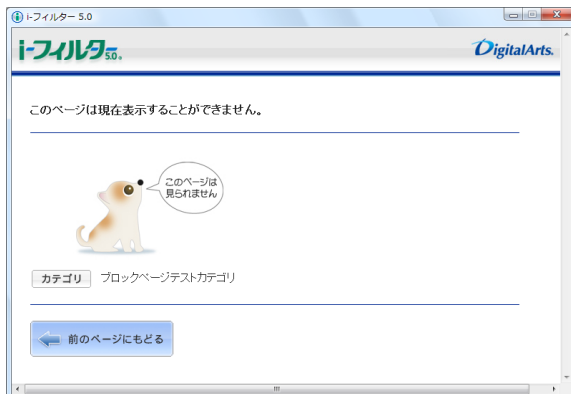 i-フィルター 5.0
i-フィルター5.0.
DigitalArts.
このページは現在表示することができません。
このページは
見られません
カテゴリ ブロックページテストカテゴリ
前のページにもどる